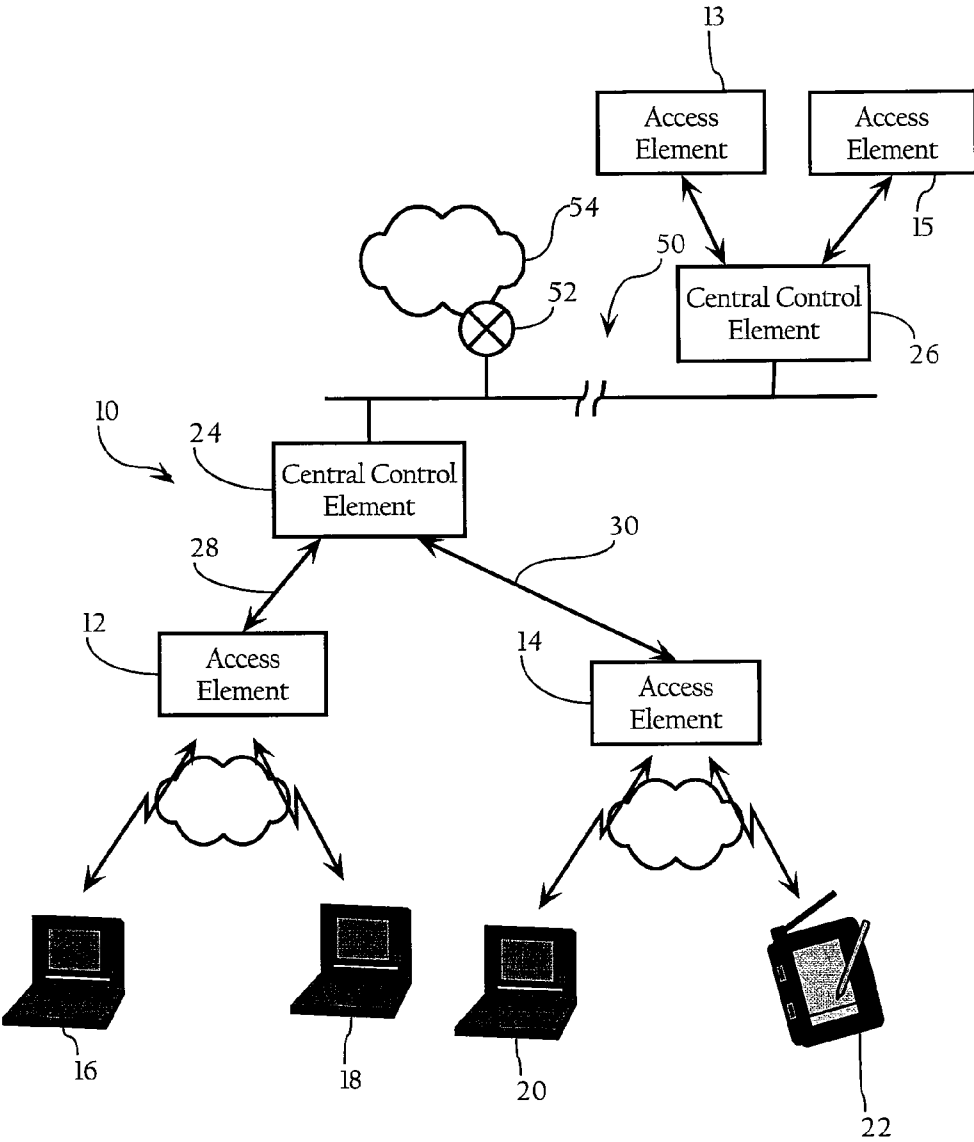 13
Access
Element
Access
Element
15
54
50
52
Central Control
Element
26
10
24
Central Control
Element
28
30
12
Access
Element
14
Access
Element
16
18
20
22